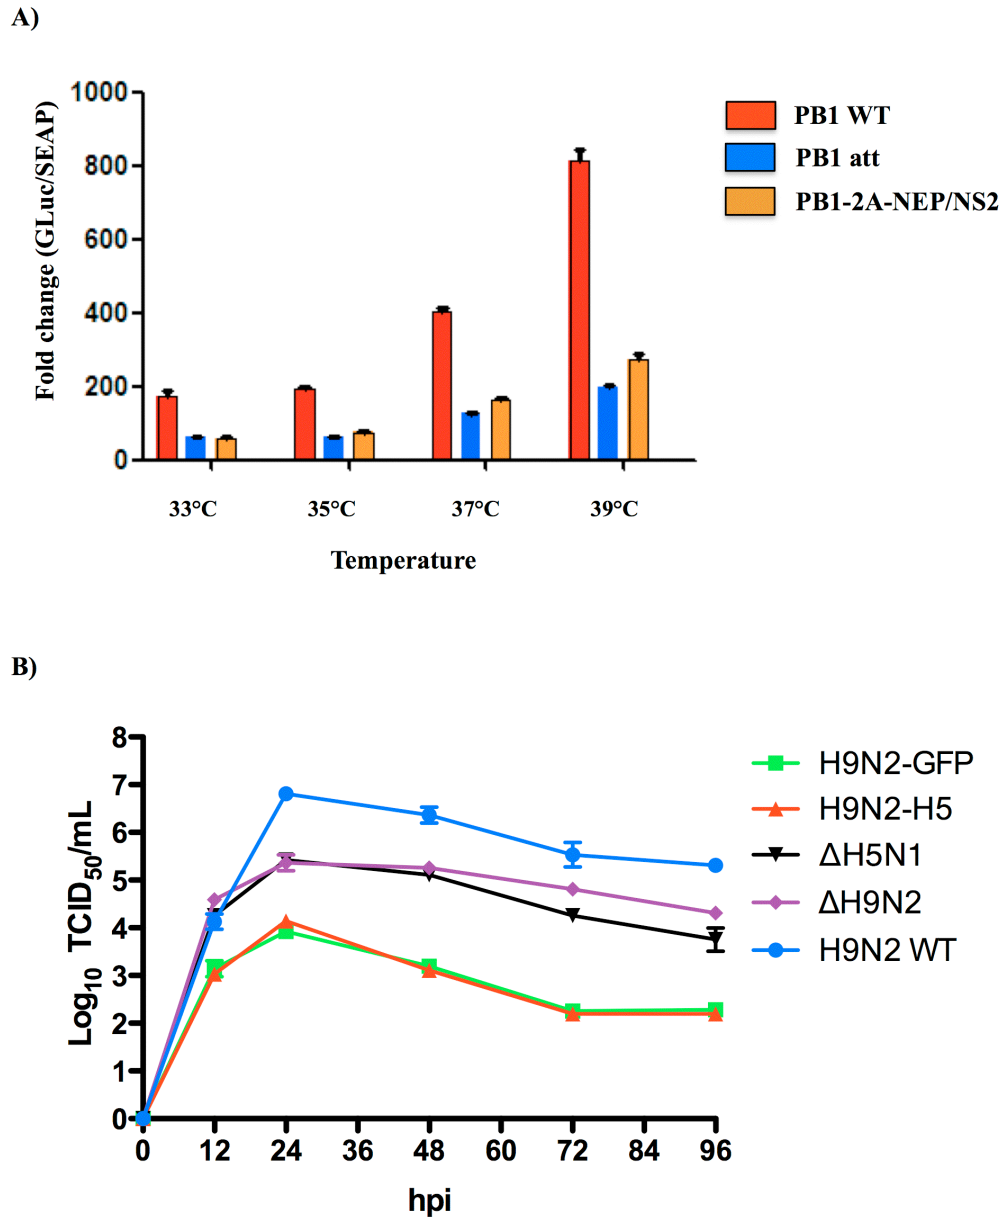 A)
1000
800
600
400
200
0
Fold change (GLuc/SEAP)
33°C
35°C
37°C
39°C
Temperature
PB1 WT
PB1 att
PB1-2A-NEP/NS2
B)
8
7
6
5
4
3
2
1
0
Log10 TCID50/mL
0 12 24 36 48 60 72 84 96
hpi
H9N2-GFP
H9N2-H5
ΔH5N1
ΔH9N2
H9N2 WT